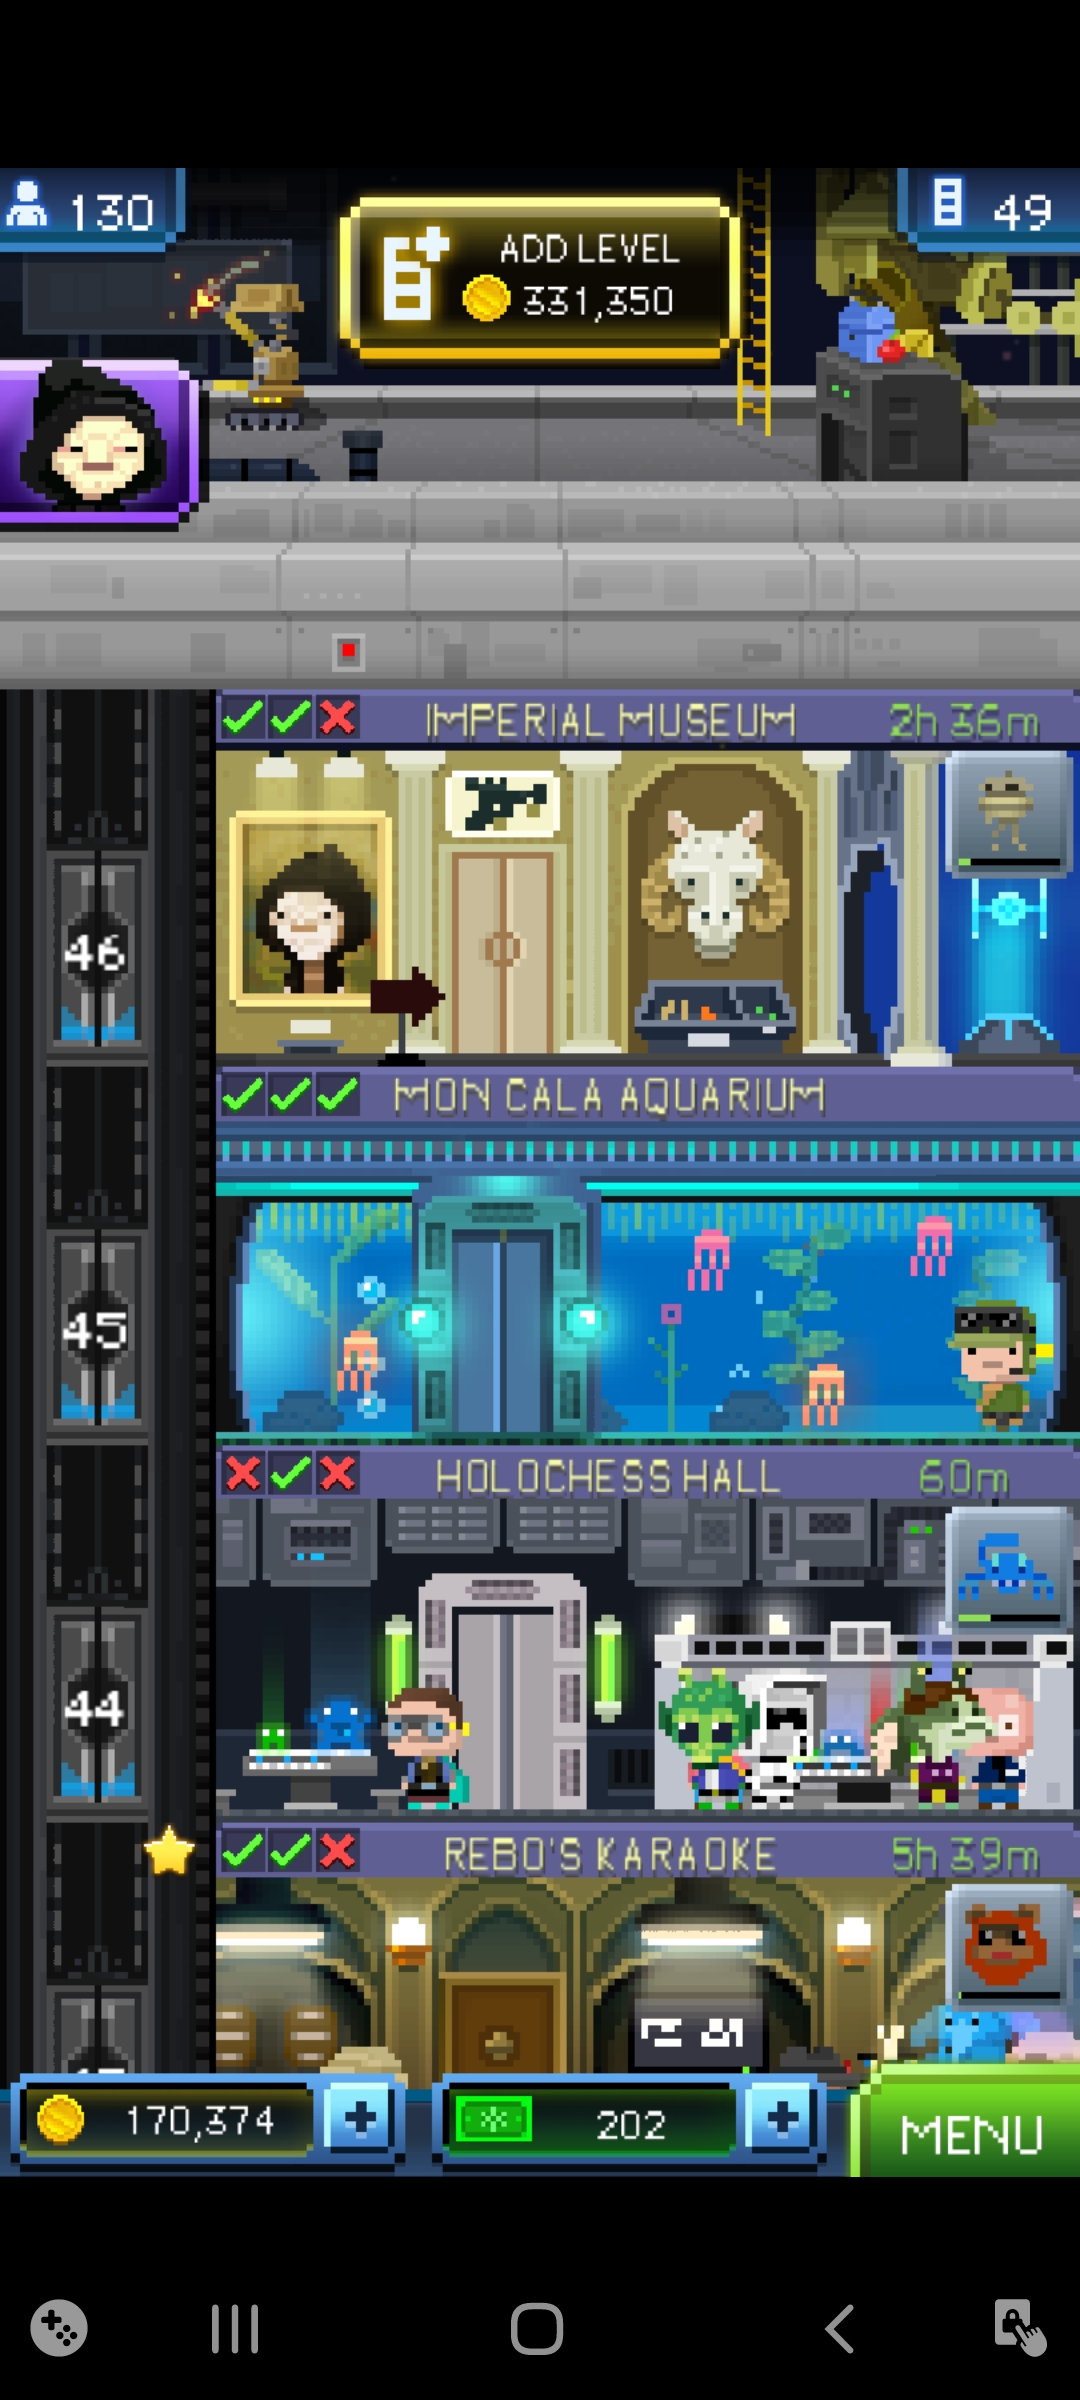 130
ADD LEVEL
331,350
49
IMPERIAL MUSEUM 2h 36m
46
MON CALA AQUARIUM
45
HOLOCHESS HALL 60m
44
REBO'S KARAOKE 5h 39m
170,374
202
MENU